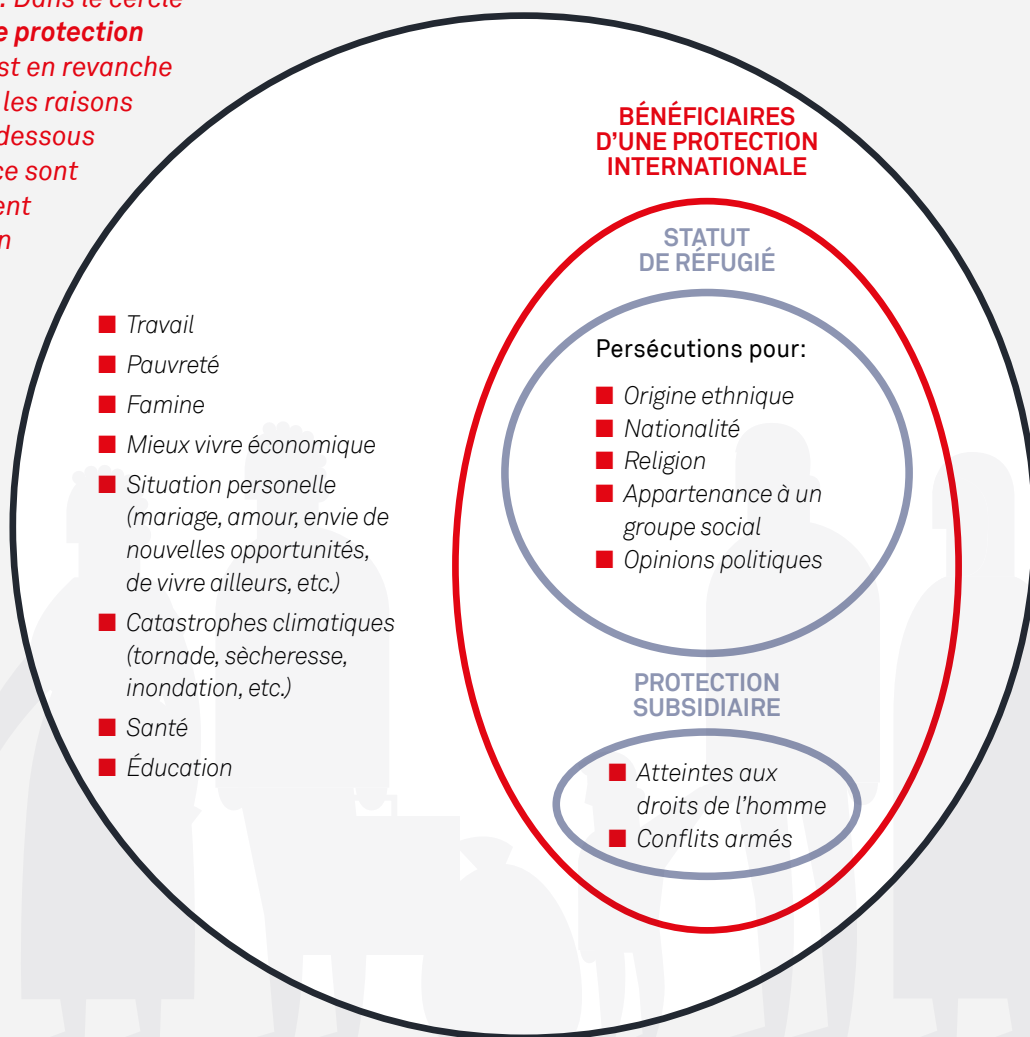 . Dans le cercle
e protection
st en revanche
les raisons
dessous
ce sont
ent
n
BÉNÉFICIAIRES
D'UNE PROTECTION
INTERNATIONALE
STATUT
DE RÉFUGIÉ
■ Travail
■ Pauvreté
■ Famine
■ Mieux vivre économique
■ Situation personelle
(mariage, amour, envie de
nouvelles opportunités,
de vivre ailleurs, etc.)
■ Catastrophes climatiques
(tornade, sècheresse,
inondation, etc.)
■ Santé
■ Éducation
Persécutions pour:
■ Origine ethnique
■ Nationalité
■ Religion
■ Appartenance à un
groupe social
■ Opinions politiques
PROTECTION
SUBSIDIAIRE
■ Atteintes aux
droits de l'homme
■ Conflits armés